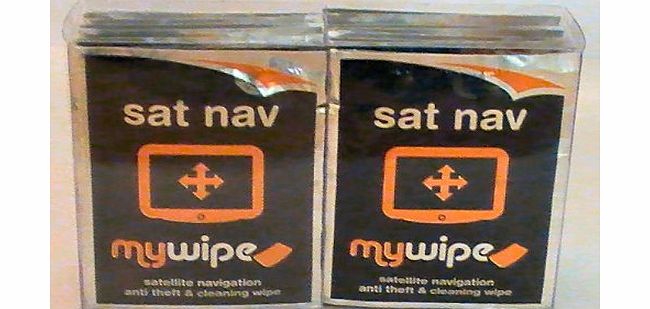 sat nav
mywipe
satellite navigation
anti theft & cleaning wipe
sat nav
mywipe
satellite navigation
anti theft & cleaning wipe